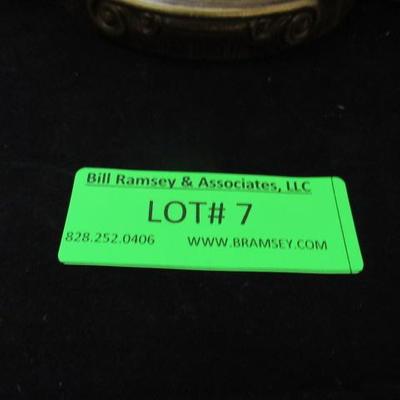 Bill Ramsey & Associates, LLC
LOT# 7
828.252.0406 WWW.BRAMSEY.COM